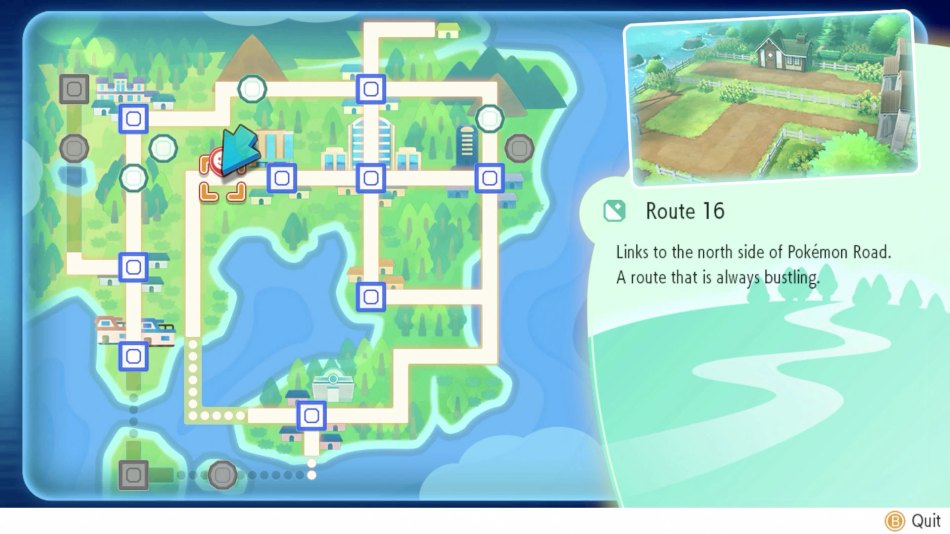 Route 16
Links to the north side of Pokémon Road.
A route that is always bustling.
B Quit